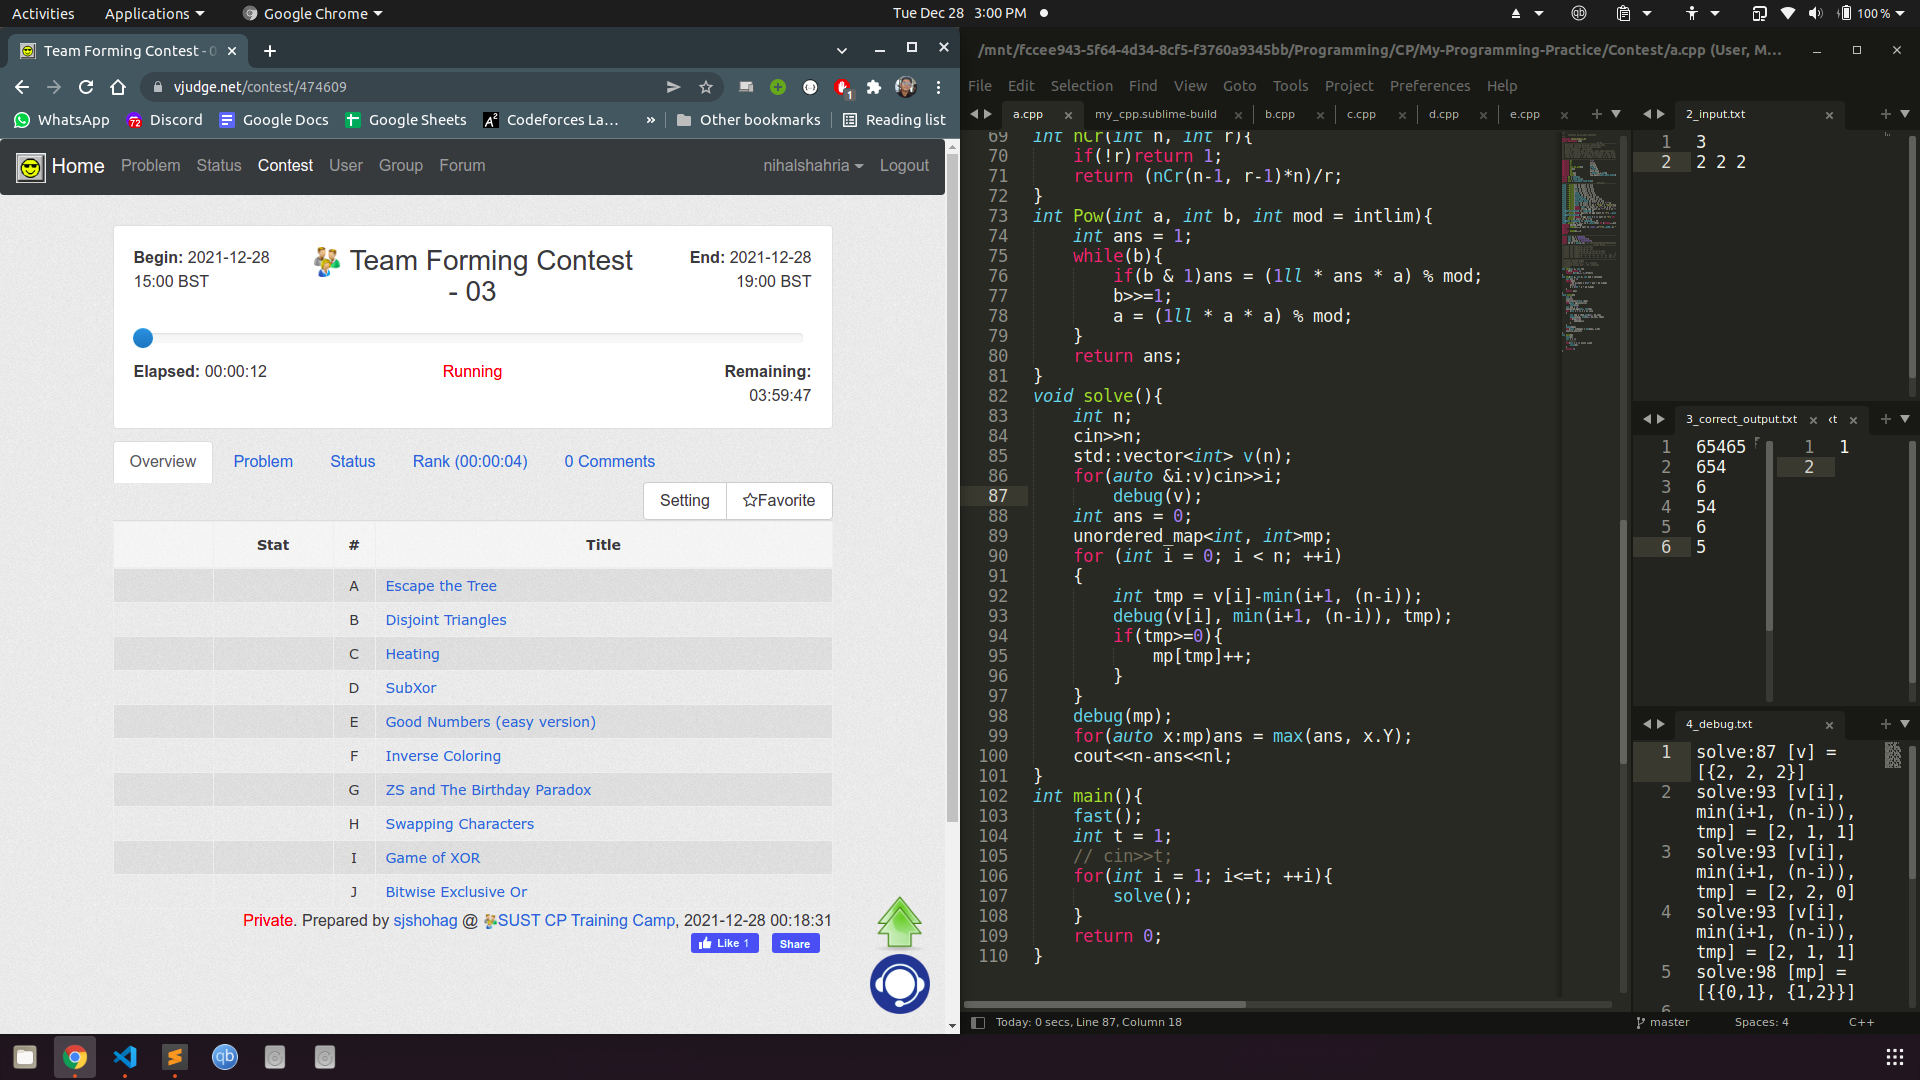 Activities Applications Google Chrome Tue Dec 28 3:00 PM 100 %
Team Forming Contest - 0
vjudge.net/contest/474609
1
WhatsApp 72 Discord Google Docs Google Sheets Codeforces La... » Other bookmarks Reading list
Home Problem Status Contest User Group Forum nihalshahria Logout
Begin: 2021-12-28
15:00 BST
Team Forming Contest
- 03
End: 2021-12-28
19:00 BST
Elapsed: 00:00:12 Running Remaining:
03:59:47
Overview Problem Status Rank (00:00:04) 0 Comments
Setting ☆Favorite
Stat # Title
A Escape the Tree
B Disjoint Triangles
C Heating
D SubXor
E Good Numbers (easy version)
F Inverse Coloring
G ZS and The Birthday Paradox
H Swapping Characters
I Game of XOR
J Bitwise Exclusive Or
Private. Prepared by sjshohag @ SUST CP Training Camp, 2021-12-28 00:18:31
Like 1 Share
/mnt/fccee943-5f64-4d34-8cf5-f3760a9345bb/Programming/CP/My-Programming-Practice/Contest/a.cpp (User, M...
File Edit Selection Find View Goto Tools Project Preferences Help
a.cpp my_cpp.sublime-build b.cpp c.cpp d.cpp e.cpp
69 int nCr(int n, int r){
70 if(!r)return 1;
71 return (nCr(n-1, r-1)*n)/r;
72 }
73 int Pow(int a, int b, int mod = intlim){
74 int ans = 1;
75 while(b){
76 if(b & 1)ans = (1ll * ans * a) % mod;
77 b>>=1;
78 a = (1ll * a * a) % mod;
79 }
80 return ans;
81 }
82 void solve(){
83 int n;
84 cin>>n;
85 std::vector<int> v(n);
86 for(auto &i:v)cin>>i;
87 debug(v);
88 int ans = 0;
89 unordered_map<int, int>mp;
90 for (int i = 0; i < n; ++i)
91 {
92 int tmp = v[i]-min(i+1, (n-i));
93 debug(v[i], min(i+1, (n-i)), tmp);
94 if(tmp>=0){
95 mp[tmp]++;
96 }
97 }
98 debug(mp);
99 for(auto x:mp)ans = max(ans, x.Y);
100 cout<<n-ans<<nl;
101 }
102 int main(){
103 fast();
104 int t = 1;
105 // cin>>t;
106 for(int i = 1; i<=t; ++i){
107 solve();
108 }
109 return 0;
110 }
2_input.txt
1 3
2 2 2 2
3_correct_output.txt
1 65465
2 654
3 6
4 54
5 6
6 5
1 1
2
4_debug.txt
1 solve:87 [v] =
[{2, 2, 2}]
2 solve:93 [v[i],
min(i+1, (n-i)),
tmp] = [2, 1, 1]
3 solve:93 [v[i],
min(i+1, (n-i)),
tmp] = [2, 2, 0]
4 solve:93 [v[i],
min(i+1, (n-i)),
tmp] = [2, 1, 1]
5 solve:98 [mp] =
[{{0,1}, {1,2}}]
Today: 0 secs, Line 87, Column 18 master Spaces: 4 C++